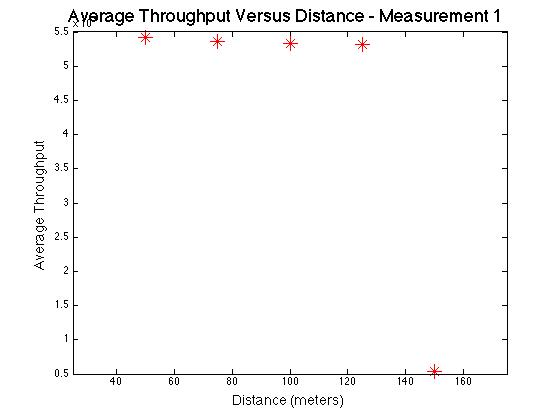 Average Throughput Versus Distance - Measurement 1
x 10
5.5
5
4.5
4
3.5
3
2.5
2
1.5
1
0.5
Average Throughput
40 60 80 100 120 140 160
Distance (meters)